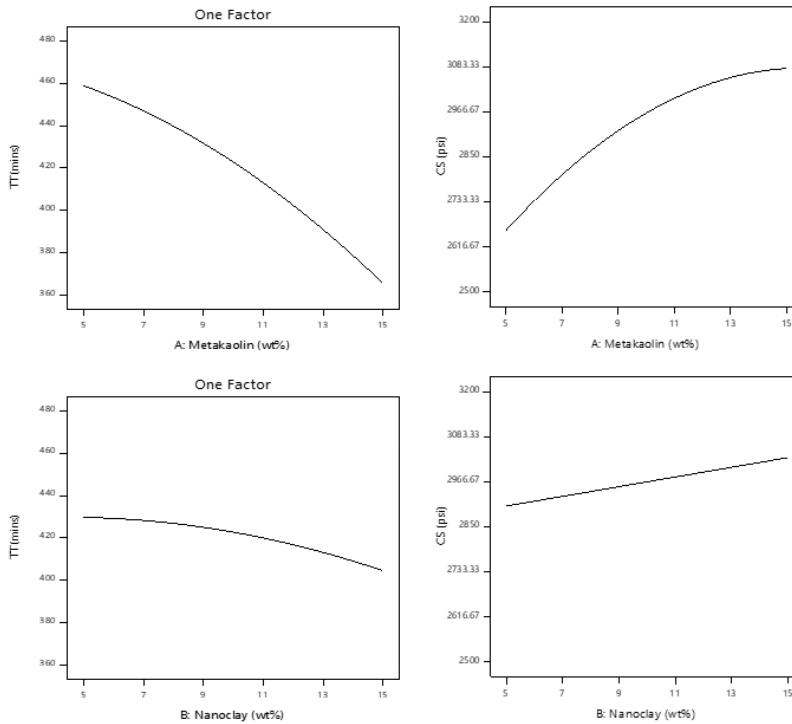 One Factor
480
460
440
420
400
380
360
TT(mins)
5 7 9 11 13 15
A: Metakaolin (wt%)
3200
3083.33
2966.67
2850
2733.33
2616.67
2500
CS (psi)
5 7 9 11 13 15
A: Metakaolin (wt%)
One Factor
480
460
440
420
400
380
360
TT(mins)
5 7 9 11 13 15
B: Nanoclay (wt%)
3200
3083.33
2966.67
2850
2733.33
2616.67
2500
CS (psi)
5 7 9 11 13 15
B: Nanoclay (wt%)